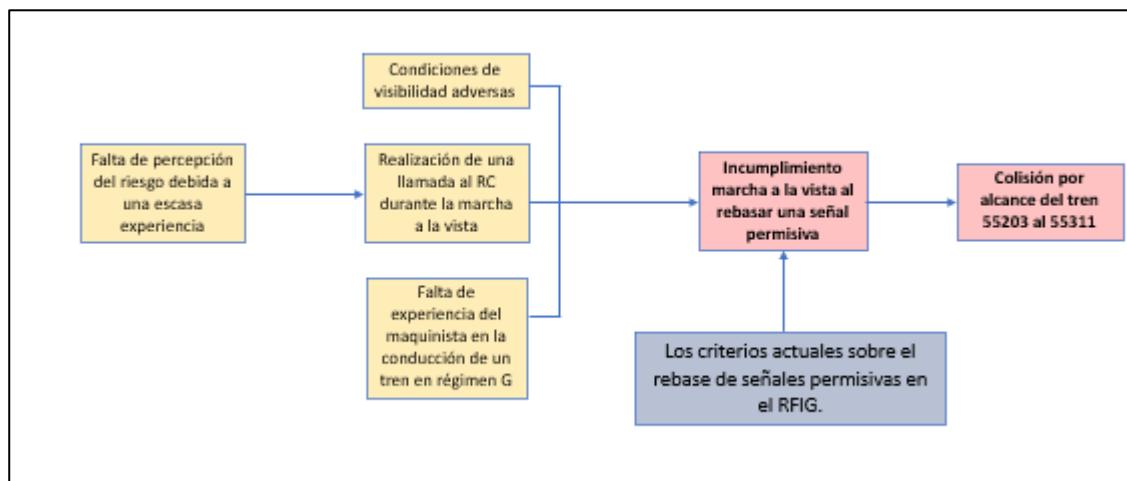 Condiciones de
visibilidad adversas
Falta de percepción
del riesgo debida a
una escasa
experiencia
Realización de una
llamada al RC
durante la marcha
a la vista
Falta de
experiencia del
maquinista en la
conducción de un
tren en régimen G
Incumplimiento
marcha a la vista al
rebasar una señal
permisiva
Colisión por
alcance del tren
55203 al 55311
Los criterios actuales sobre el
rebase de señales permisivas en
el RFIG.